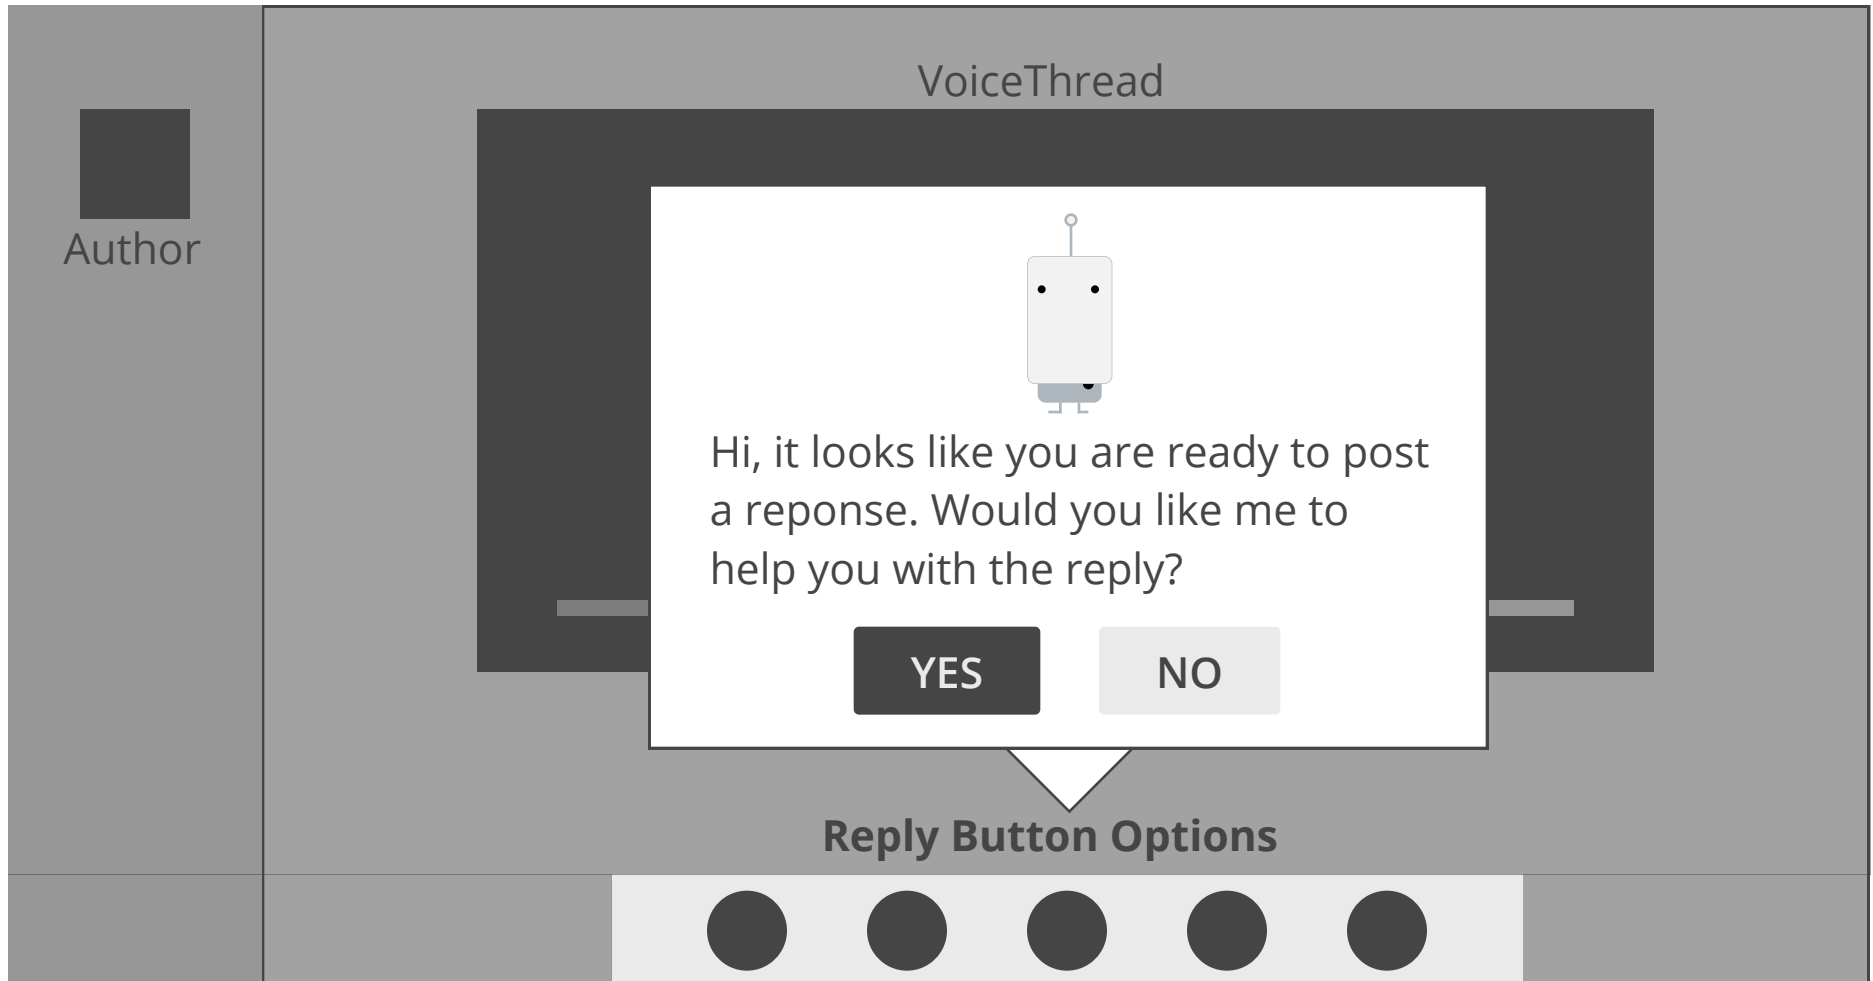 VoiceThread
Author
Hi, it looks like you are ready to post
a reponse. Would you like me to
help you with the reply?
YES
NO
Reply Button Options